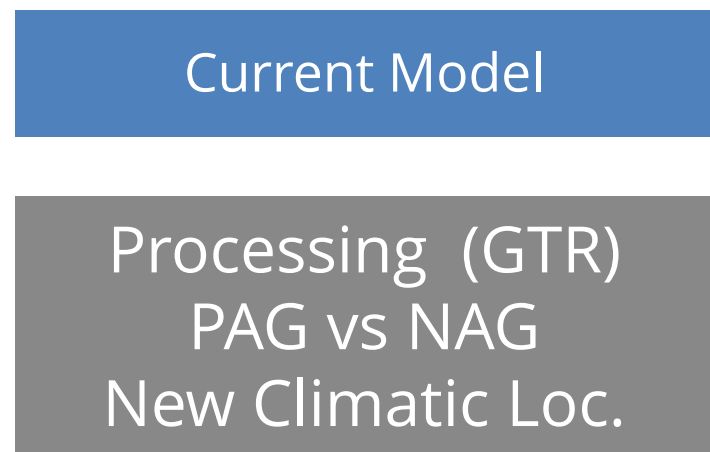 Current Model
Processing (GTR)
PAG vs NAG
New Climatic Loc.